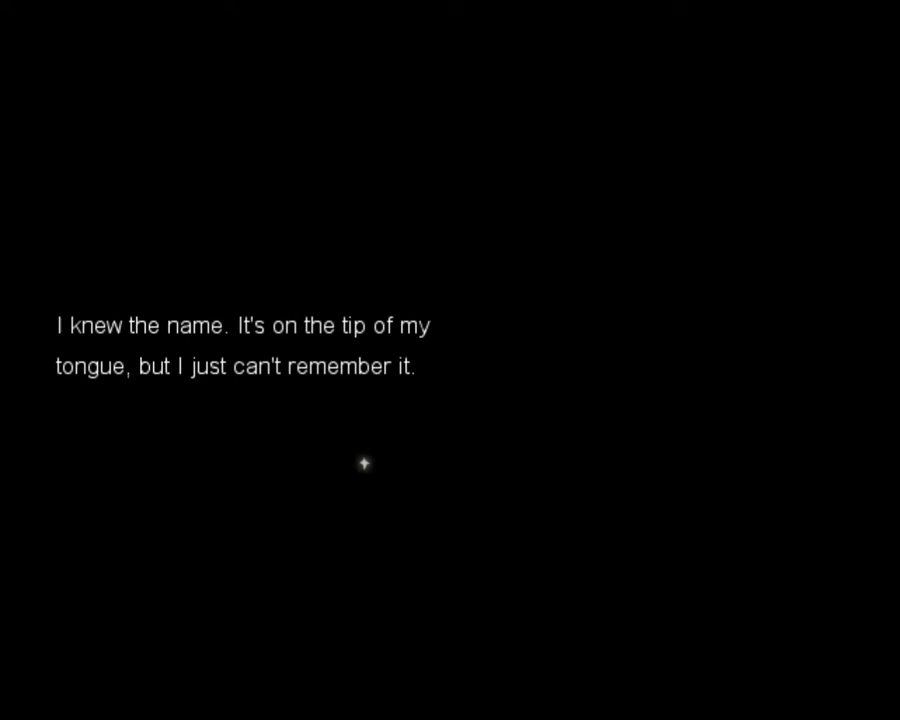 I knew the name. It's on the tip of my
tongue, but I just can't remember it.